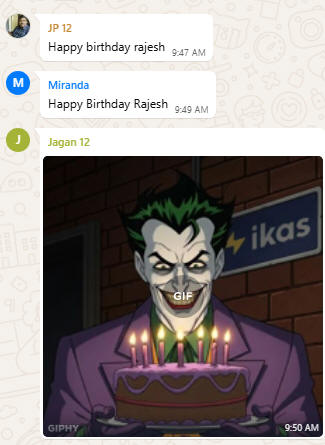 JP 12
Happy birthday rajesh 9:47 AM
M
Miranda
Happy Birthday Rajesh 9:49 AM
J
Jagan 12
ikas
GIF
GIPHY 9:50 AM